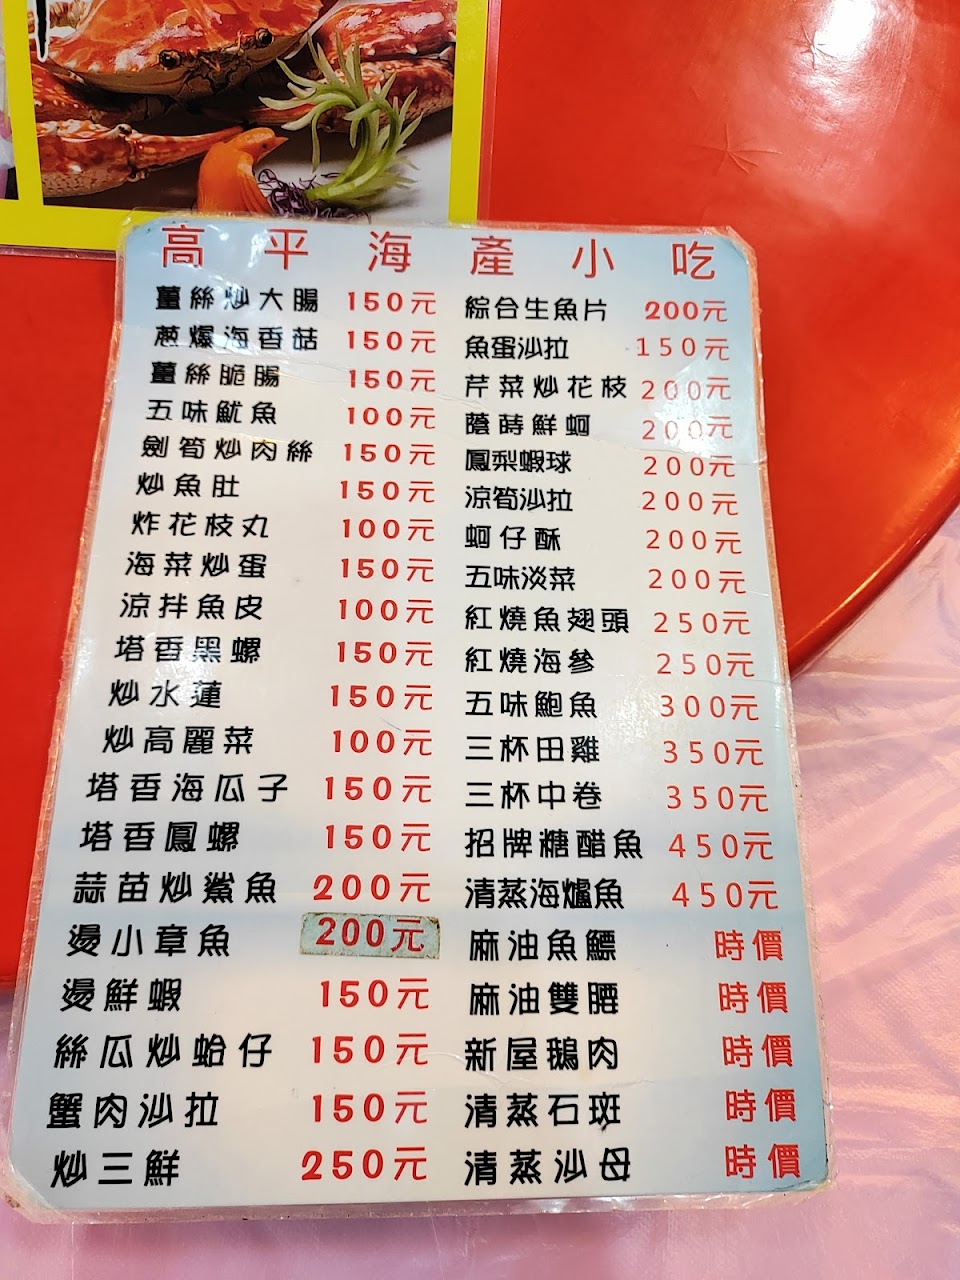 高平海產小吃
薑絲炒大腸 150元
蔥爆海香菇 150元
薑絲脆腸 150元
五味魷魚 100元
劍筍炒肉絲 150元
炒魚肚 150元
炸花枝丸 100元
海菜炒蛋 150元
涼拌魚皮 100元
塔香黑螺 150元
炒水蓮 150元
炒高麗菜 100元
塔香海瓜子 150元
塔香鳳螺 150元
蒜苗炒鯊魚 200元
燙小章魚 200元
燙鮮蝦 150元
絲瓜炒蛤仔 150元
蟹肉沙拉 150元
炒三鮮 250元
綜合生魚片 200元
魚蛋沙拉 150元
芹菜炒花枝 200元
蔭蒔鮮蚵 200元
鳳梨蝦球 200元
涼筍沙拉 200元
蚵仔酥 200元
五味淡菜 200元
紅燒魚翅頭 250元
紅燒海參 250元
五味鮑魚 300元
三杯田雞 350元
三杯中卷 350元
招牌糖醋魚 450元
清蒸海爐魚 450元
麻油魚鰾 時價
麻油雙腰 時價
新屋鵝肉 時價
清蒸石斑 時價
清蒸沙母 時價